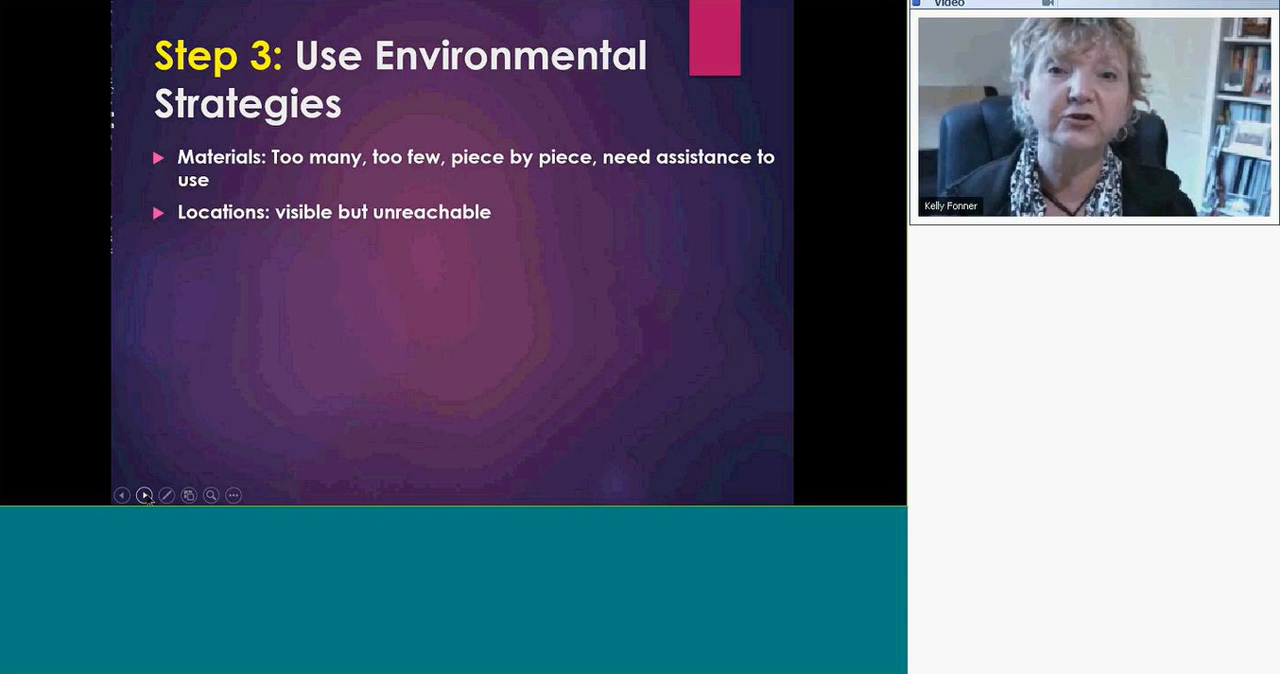 Step 3: Use Environmental
Strategies
Materials: Too many, too few, piece by piece, need assistance to
use
Locations: visible but unreachable
Video
Kelly Fonner